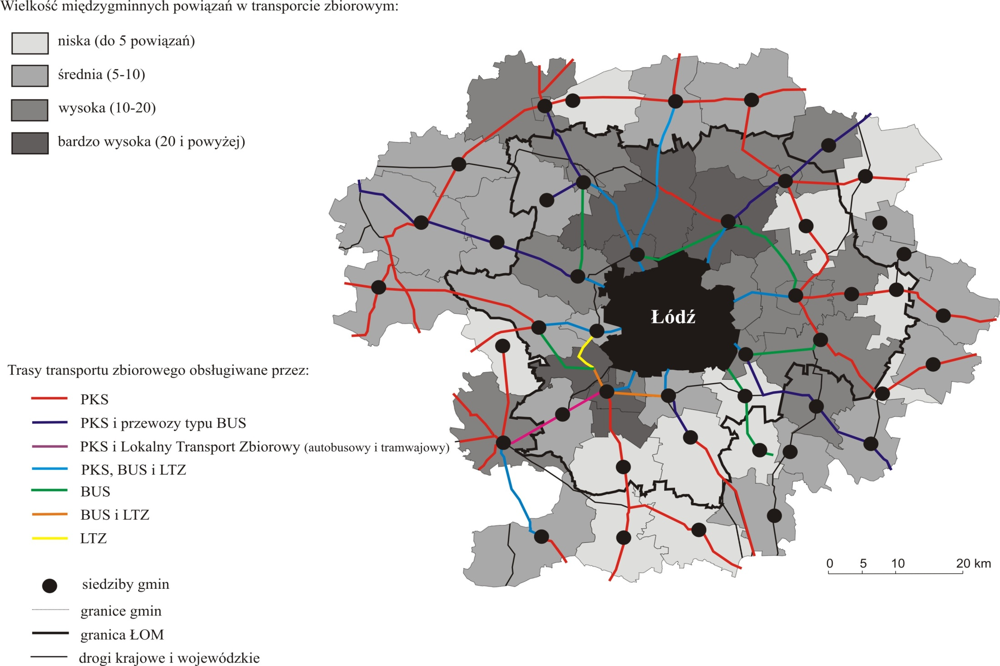 Wielkość międzygminnych powiązań w transporcie zbiorowym:
niska (do 5 powiązań)
średnia (5-10)
wysoka (10-20)
bardzo wysoka (20 i powyżej)
Łódź
Trasy transportu zbiorowego obsługiwane przez:
PKS
PKS i przewozy typu BUS
PKS i Lokalny Transport Zbiorowy (autobusowy i tramwajowy)
PKS, BUS i LTZ
BUS
BUS i LTZ
LTZ
siedziby gmin
granice gmin
granica ŁOM
drogi krajowe i wojewódzkie
0 5 10 20 km